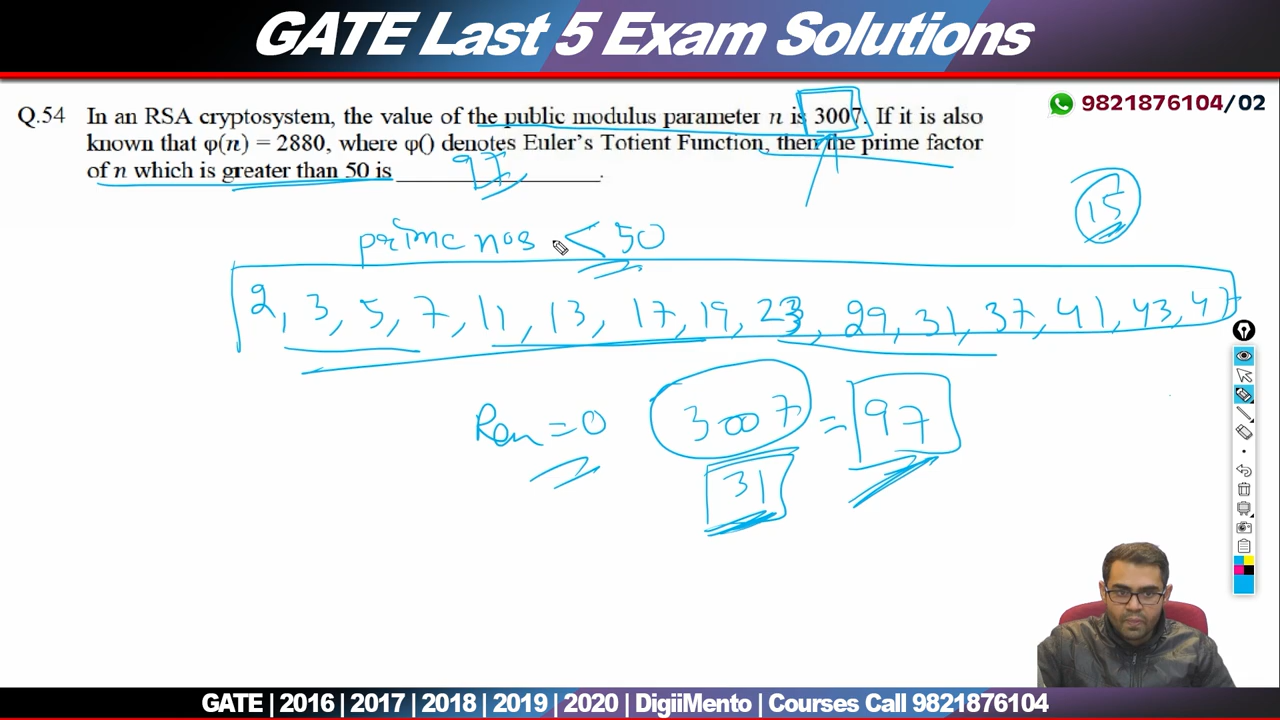 GATE Last 5 Exam Solutions
Q.54 In an RSA cryptosystem, the value of the public modulus parameter n is 3007. If it is also
known that φ(n) = 2880, where φ() denotes Euler's Totient Function, then the prime factor
of n which is greater than 50 is ____________________.
9821876104/02
97
15
prime nos < 50
2, 3, 5, 7, 11, 13, 17, 19, 23, 29, 31, 37, 41, 43, 47
Rem = 0
3007 = 97
31
GATE | 2016 | 2017 | 2018 | 2019 | 2020 | DigiiMento | Courses Call 9821876104